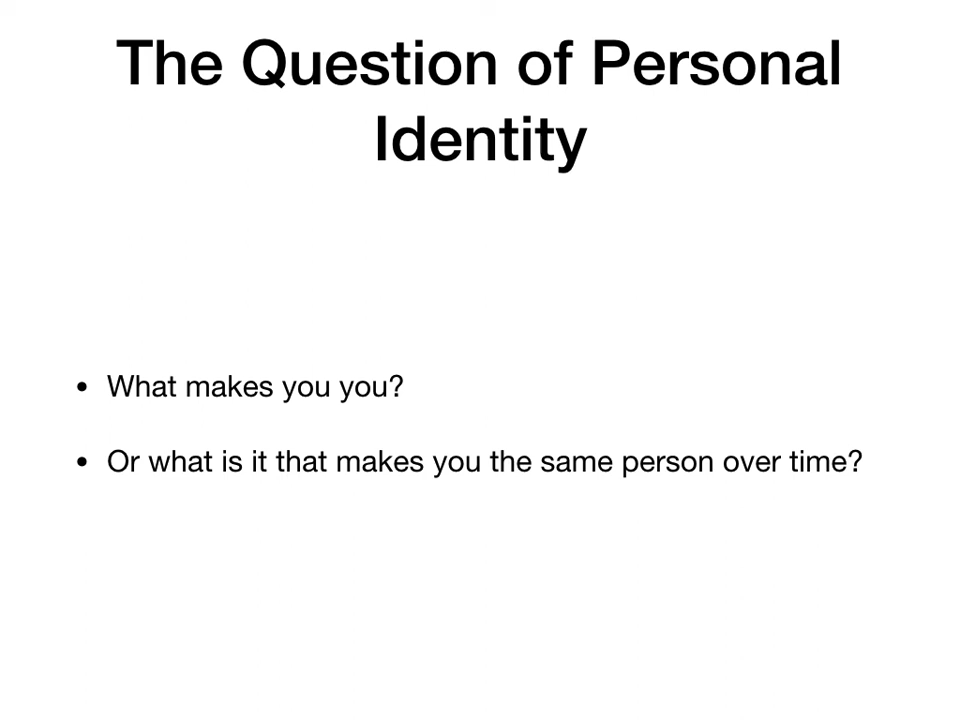 The Question of Personal
Identity
• What makes you you?
• Or what is it that makes you the same person over time?